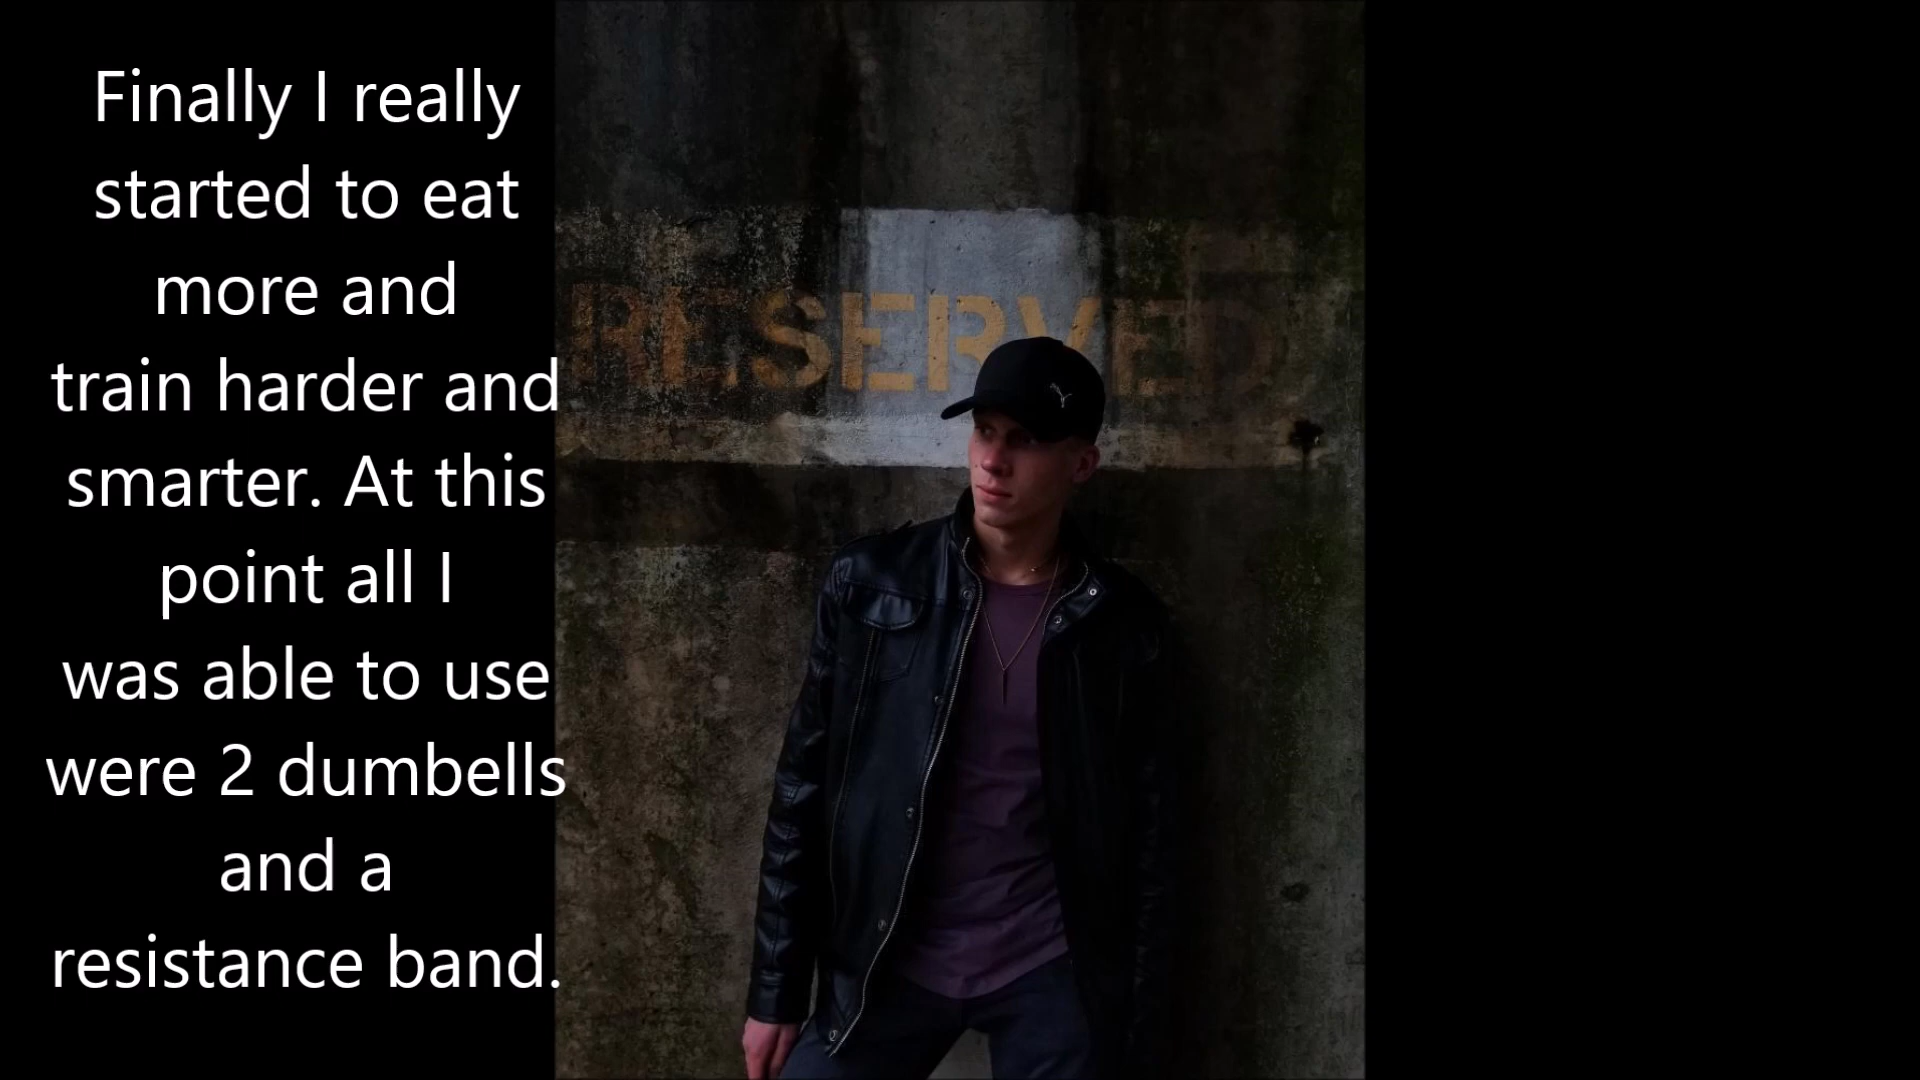 Finally I really
started to eat
more and
train harder and
smarter. At this
point all I
was able to use
were 2 dumbells
and a
resistance band.
RESERVED